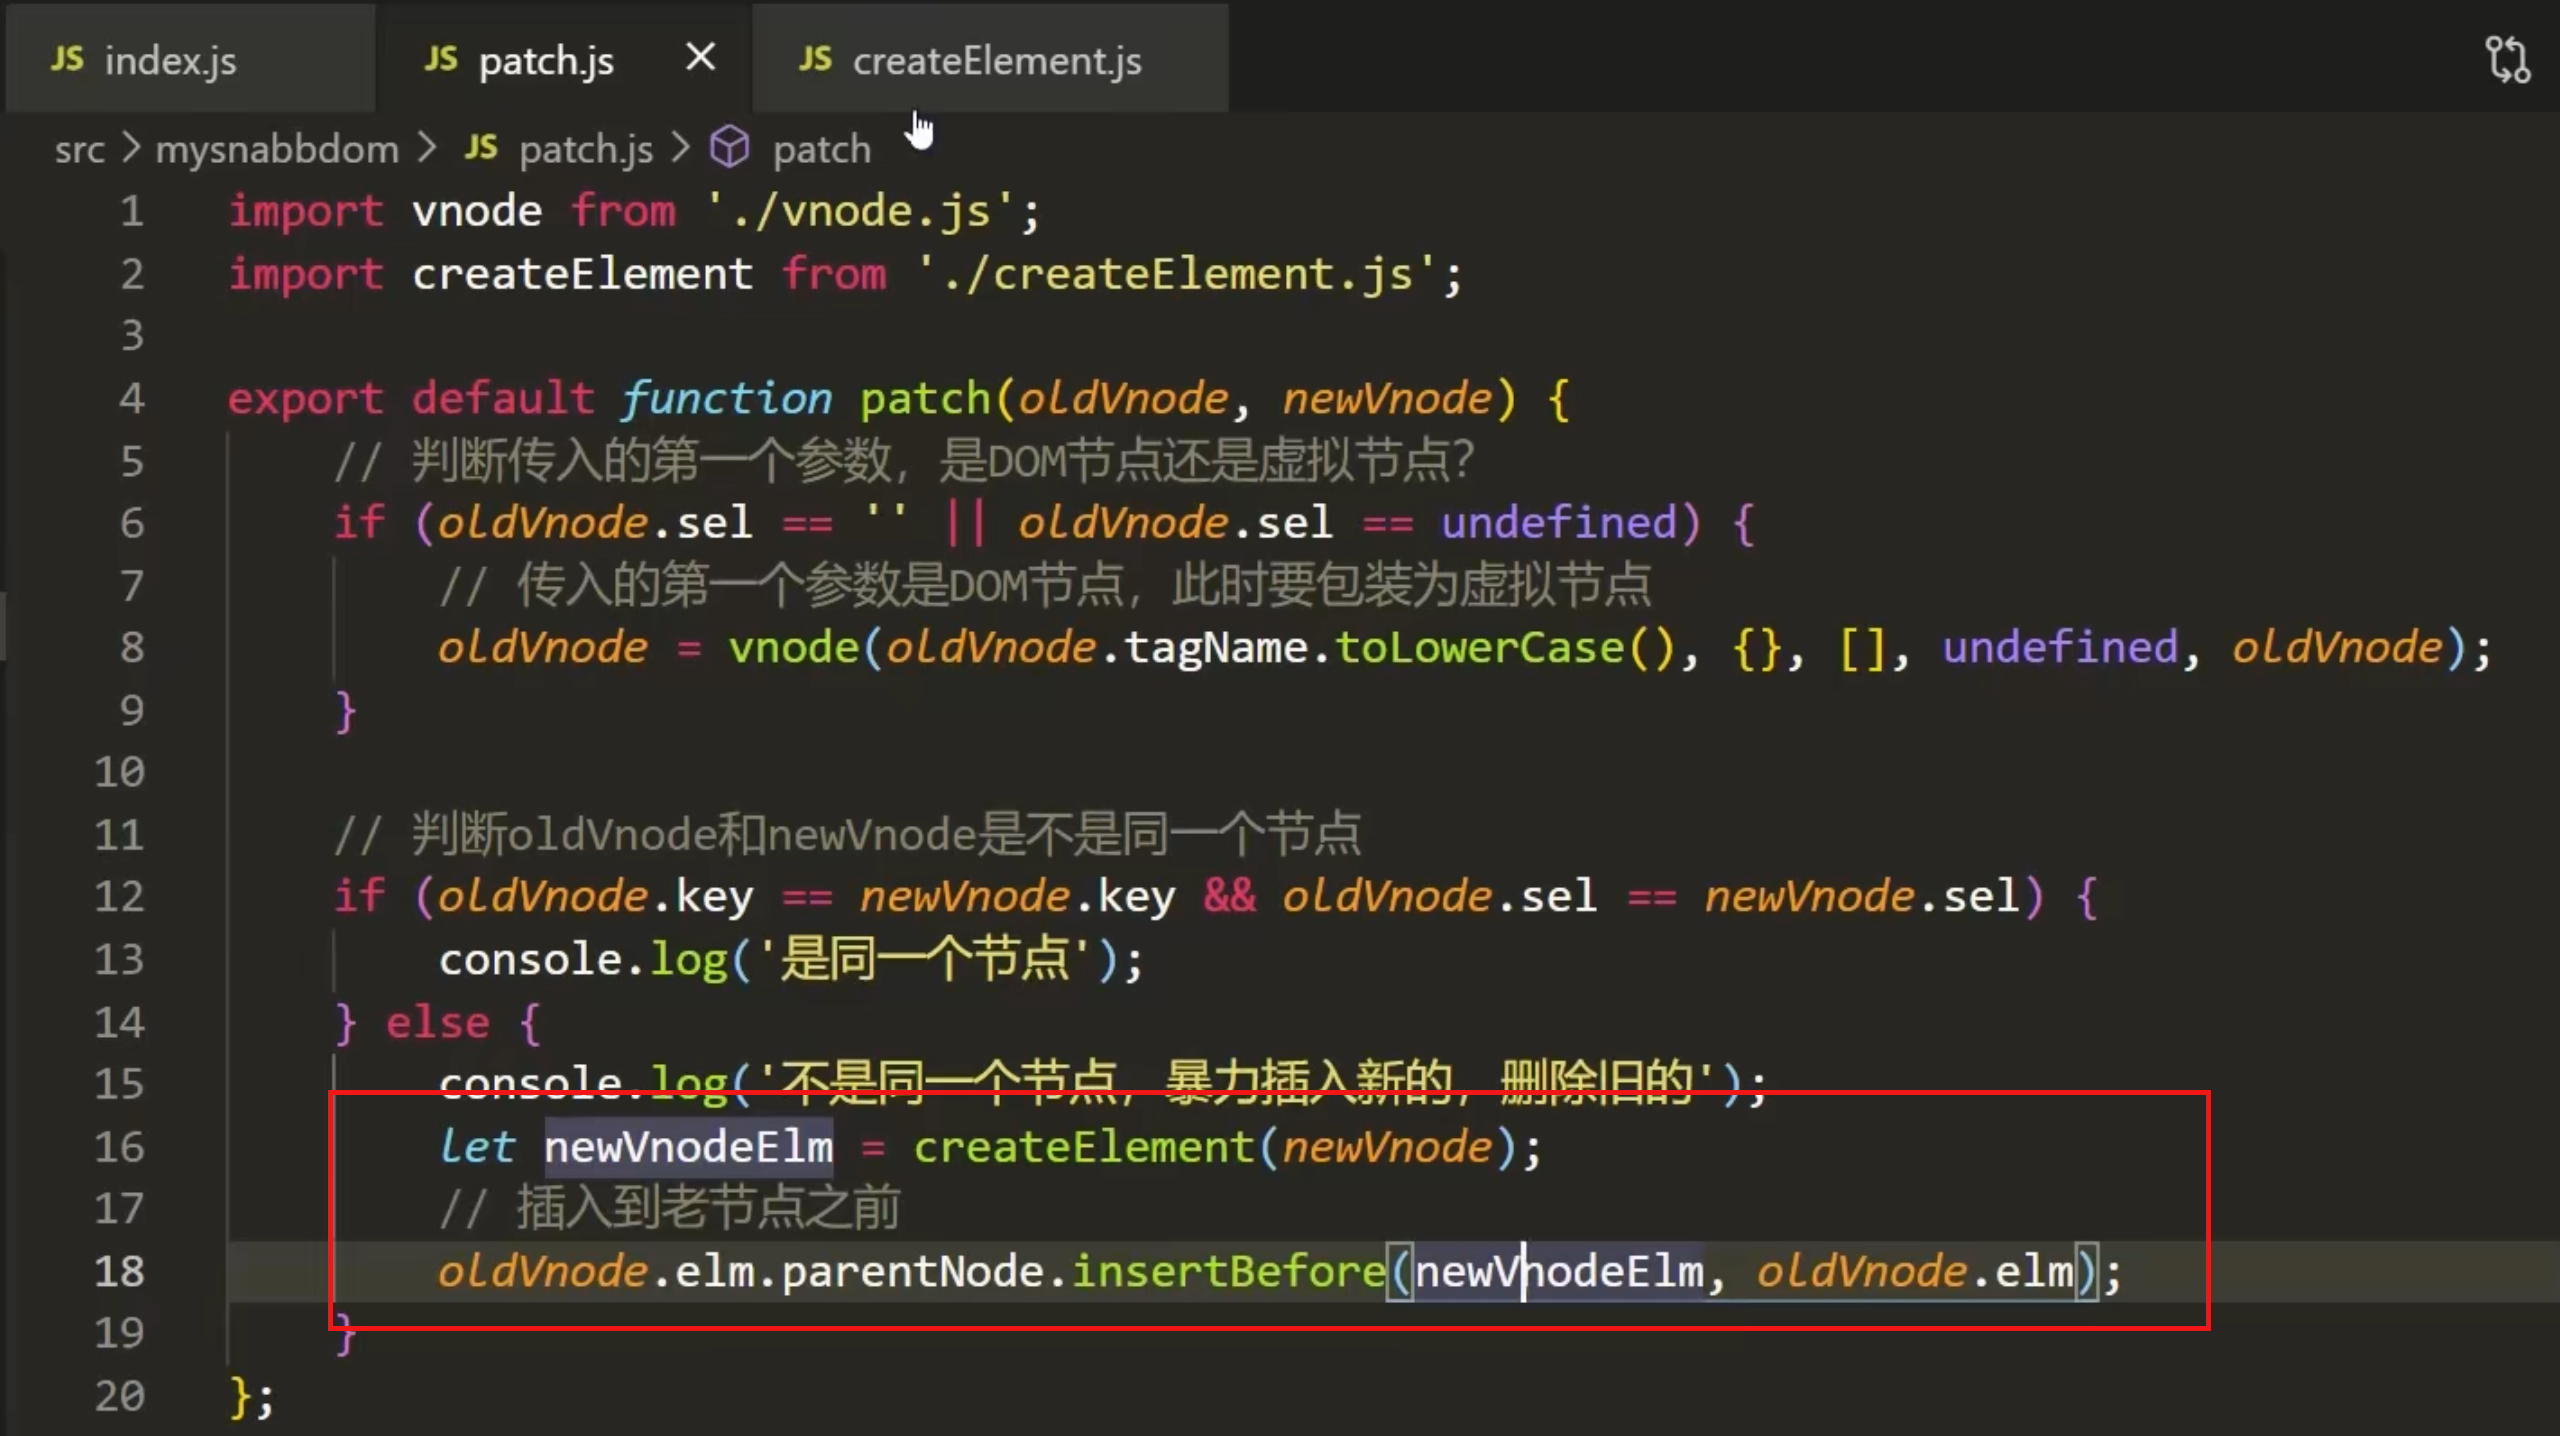 JS index.js JS patch.js × JS createElement.js
src > mysnabbdom > JS patch.js > patch
1 import vnode from './vnode.js';
2 import createElement from './createElement.js';
3
4 export default function patch(oldVnode, newVnode) {
5 // 判断传入的第一个参数，是DOM节点还是虚拟节点？
6 if (oldVnode.sel == '' || oldVnode.sel == undefined) {
7 // 传入的第一个参数是DOM节点，此时要包装为虚拟节点
8 oldVnode = vnode(oldVnode.tagName.toLowerCase(), {}, [], undefined, oldVnode);
9 }
10
11 // 判断oldVnode和newVnode是不是同一个节点
12 if (oldVnode.key == newVnode.key && oldVnode.sel == newVnode.sel) {
13 console.log('是同一个节点');
14 } else {
15 console.log('不是同一个节点，暴力插入新的，删除旧的');
16 let newVnodeElm = createElement(newVnode);
17 // 插入到老节点之前
18 oldVnode.elm.parentNode.insertBefore(newVnodeElm, oldVnode.elm);
19 }
20 };